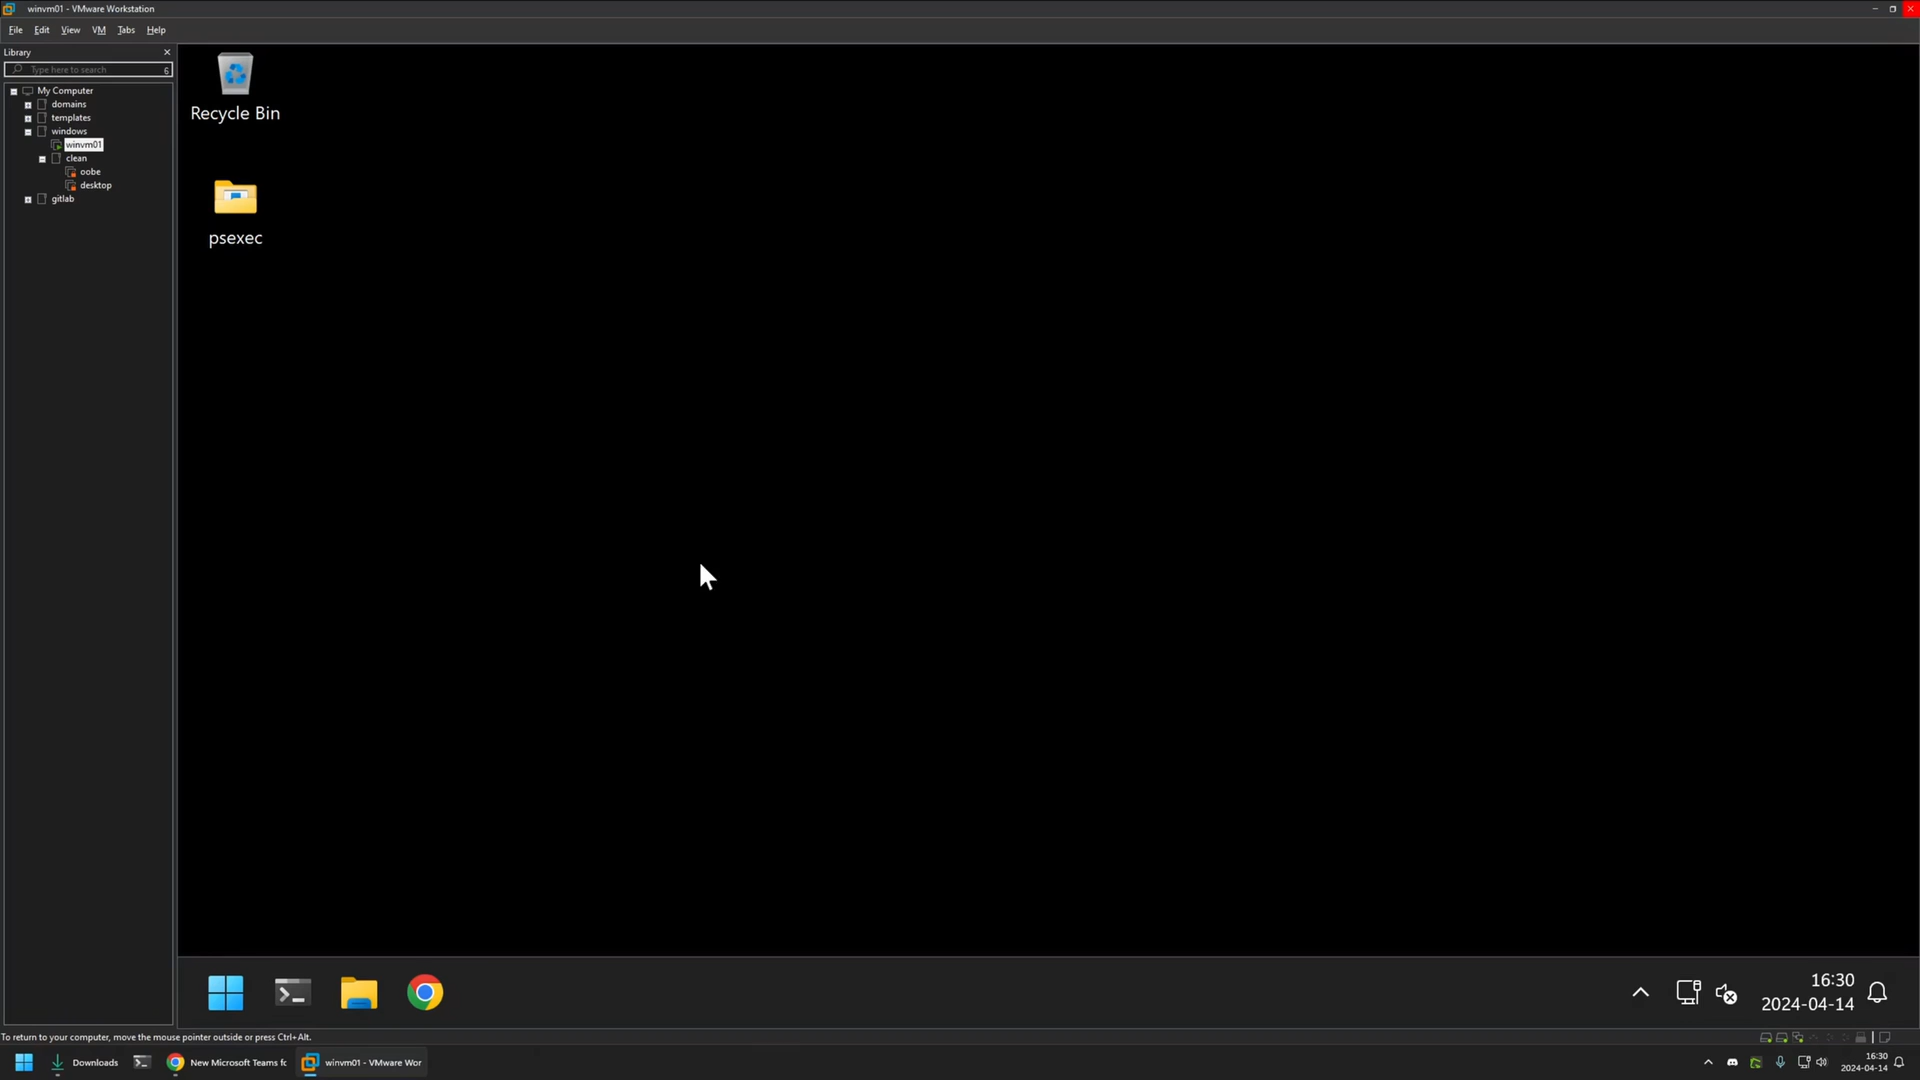 winvm01 - VMware Workstation
File Edit View VM Tabs Help
Library
Type here to search 6
My Computer
domains
templates
windows
winvm01
clean
oobe
desktop
gitlab
Recycle Bin
psexec
16:30
2024-04-14
To return to your computer, move the mouse pointer outside or press Ctrl+Alt.
Downloads
New Microsoft Teams fc
winvm01 - VMware Wor
16:30
2024-04-14